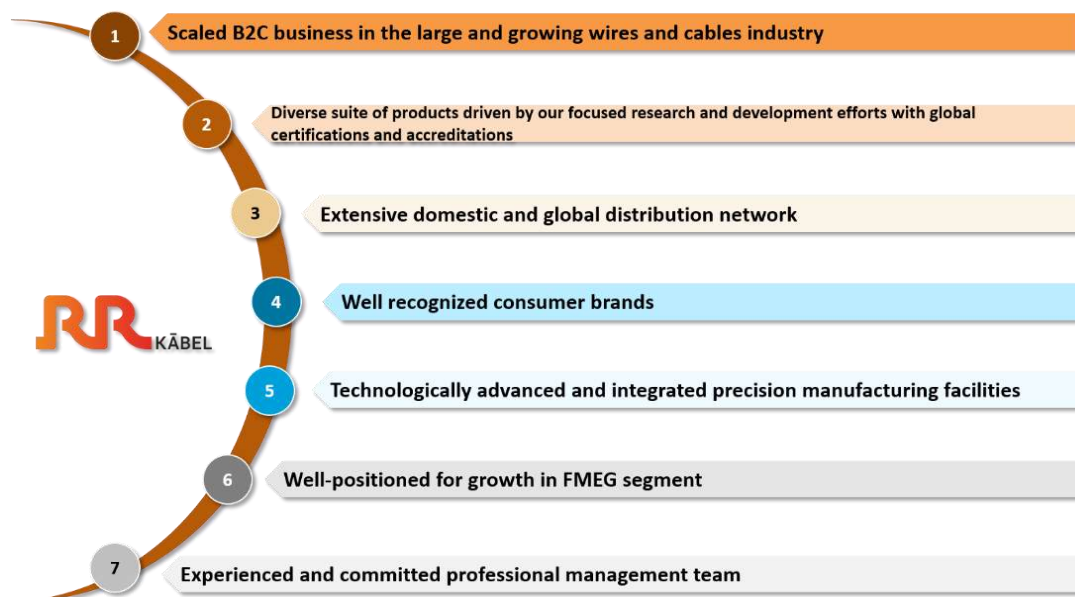 1
Scaled B2C business in the large and growing wires and cables industry
2
Diverse suite of products driven by our focused research and development efforts with global
certifications and accreditations
3
Extensive domestic and global distribution network
RR KĀBEL
4
Well recognized consumer brands
5
Technologically advanced and integrated precision manufacturing facilities
6
Well-positioned for growth in FMEG segment
7
Experienced and committed professional management team